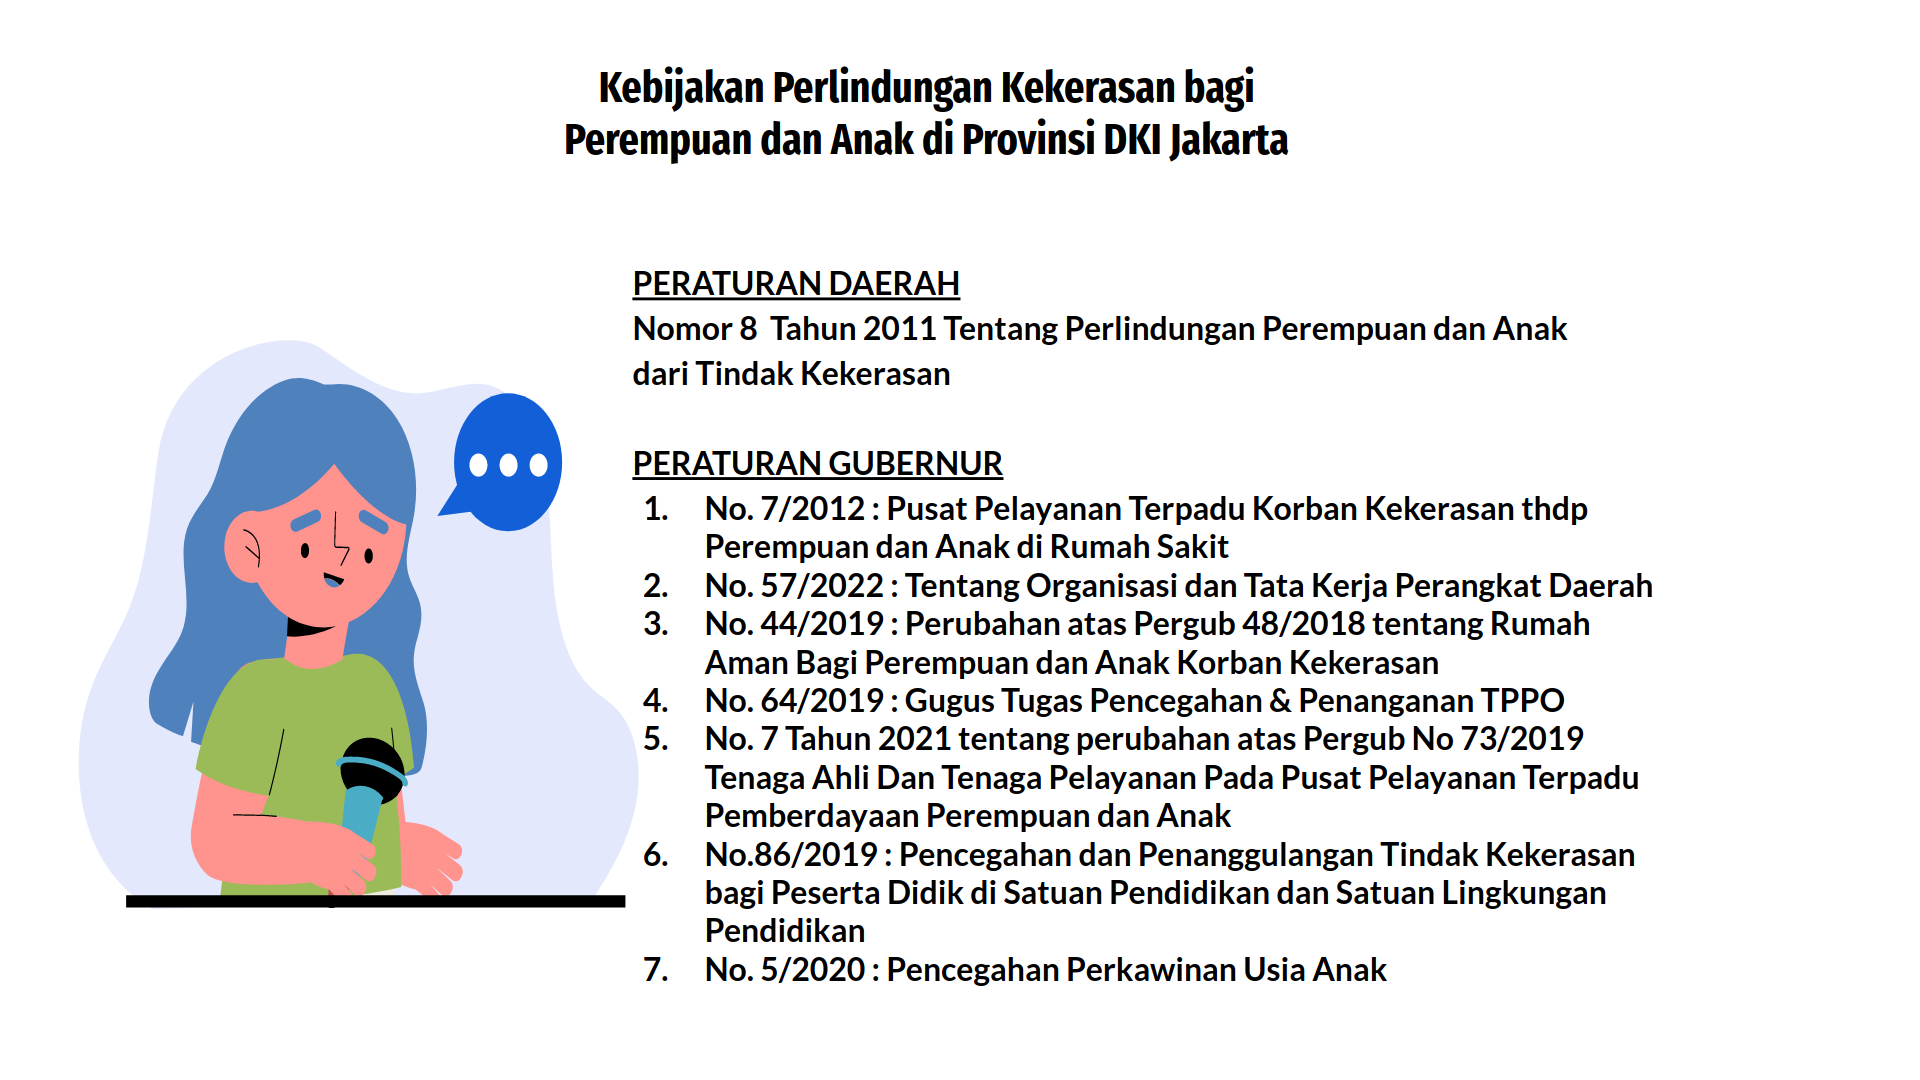 Kebijakan Perlindungan Kekerasan bagi
Perempuan dan Anak di Provinsi DKI Jakarta
PERATURAN DAERAH
Nomor 8  Tahun 2011 Tentang Perlindungan Perempuan dan Anak
dari Tindak Kekerasan
PERATURAN GUBERNUR
1. No. 7/2012 : Pusat Pelayanan Terpadu Korban Kekerasan thdp
Perempuan dan Anak di Rumah Sakit
2. No. 57/2022 : Tentang Organisasi dan Tata Kerja Perangkat Daerah
3. No. 44/2019 : Perubahan atas Pergub 48/2018 tentang Rumah
Aman Bagi Perempuan dan Anak Korban Kekerasan
4. No. 64/2019 : Gugus Tugas Pencegahan & Penanganan TPPO
5. No. 7 Tahun 2021 tentang perubahan atas Pergub No 73/2019
Tenaga Ahli Dan Tenaga Pelayanan Pada Pusat Pelayanan Terpadu
Pemberdayaan Perempuan dan Anak
6. No.86/2019 : Pencegahan dan Penanggulangan Tindak Kekerasan
bagi Peserta Didik di Satuan Pendidikan dan Satuan Lingkungan
Pendidikan
7. No. 5/2020 : Pencegahan Perkawinan Usia Anak